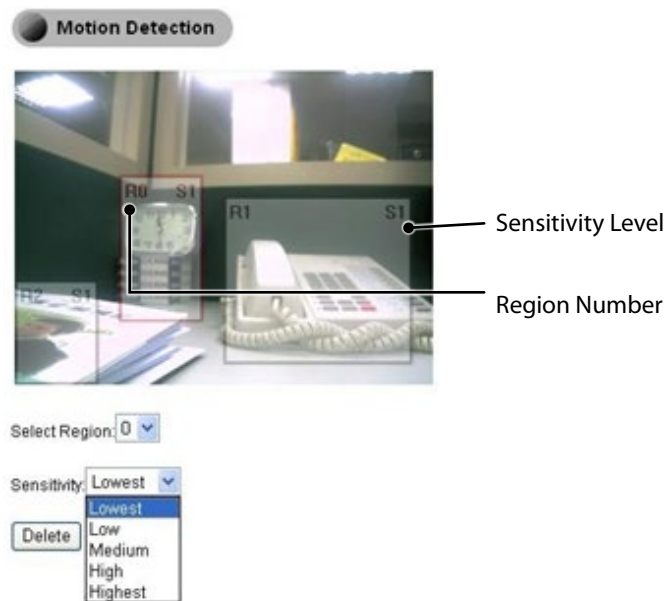 Motion Detection
R0 S1
R1 S1
Sensitivity Level
R2 S1
Region Number
Select Region: 0
Sensitivity: Lowest
Lowest
Delete
Low
Medium
High
Highest